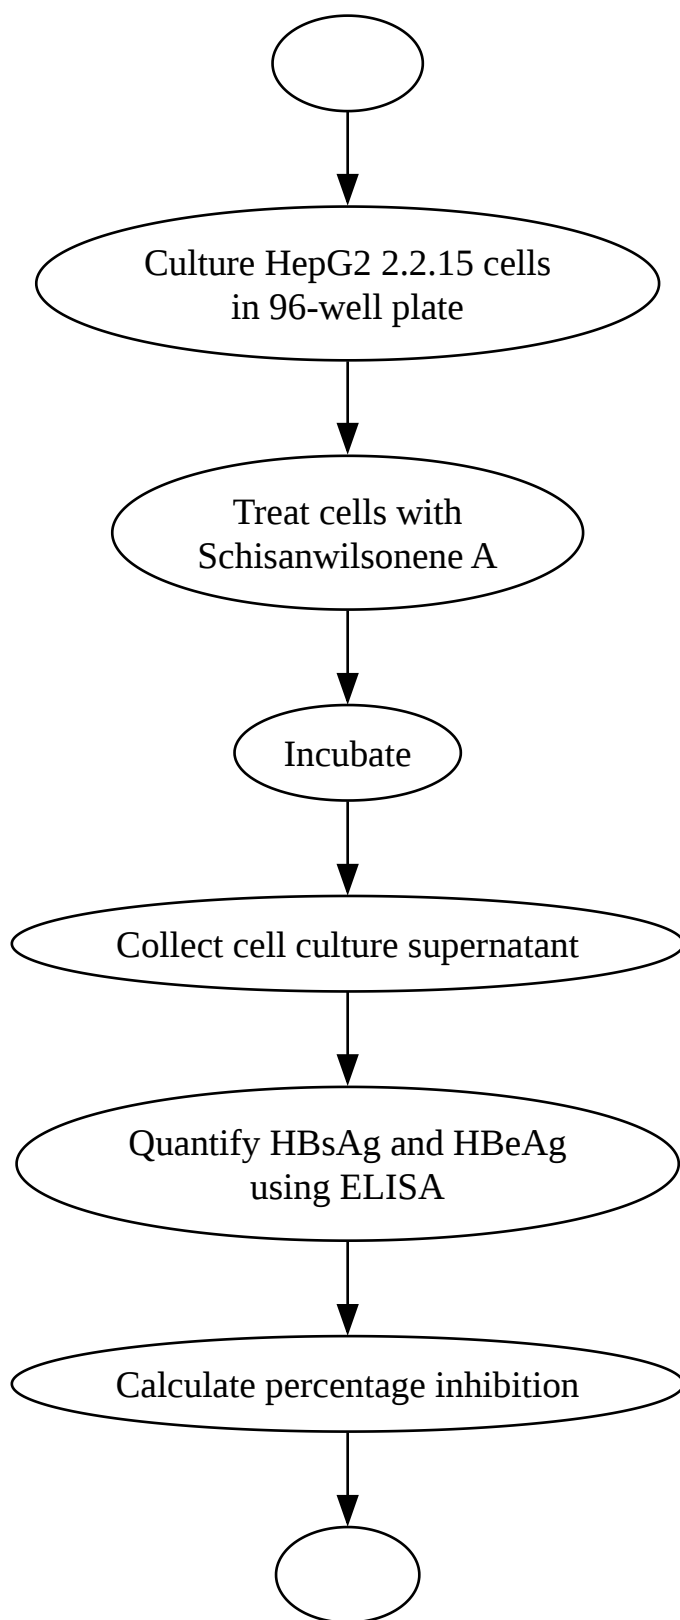 Culture HepG2 2.2.15 cells
in 96-well plate
Treat cells with
Schisanwilsonene A
Incubate
Collect cell culture supernatant
Quantify HBsAg and HBeAg
using ELISA
Calculate percentage inhibition